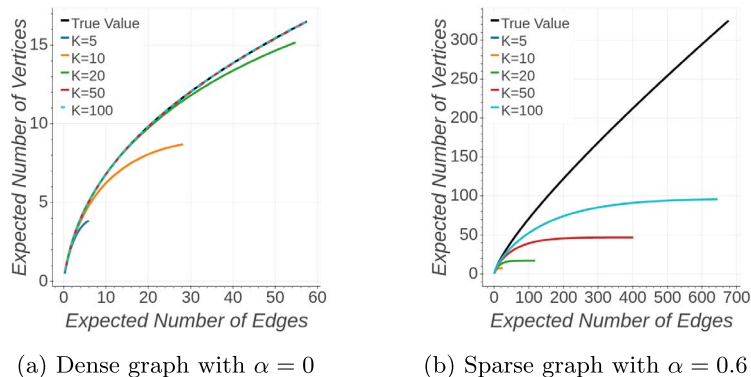 Expected Number of Vertices
15
10
5
0
True Value
K=5
K=10
K=20
K=50
K=100
0 10 20 30 40 50 60
Expected Number of Edges
(a) Dense graph with α = 0
Expected Number of Vertices
300
250
200
150
100
50
0
True Value
K=5
K=10
K=20
K=50
K=100
0 100 200 300 400 500 600 700
Expected Number of Edges
(b) Sparse graph with α = 0.6